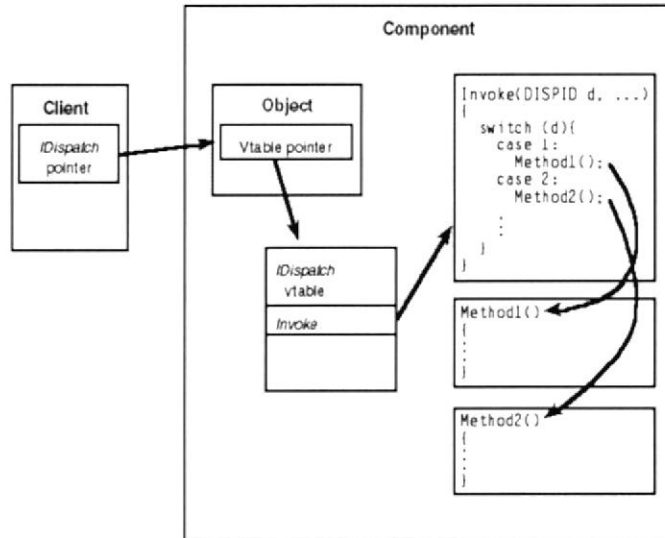 Component
Client
IDispatch
pointer
Object
Vtable pointer
IDispatch
vtable
Invoke
Invoke(DISPID d, ...)
{
switch (d){
case 1:
Method1();
case 2:
Method2();
:
:
}
}
Method1()
{
:
:
}
Method2()
{
:
:
}